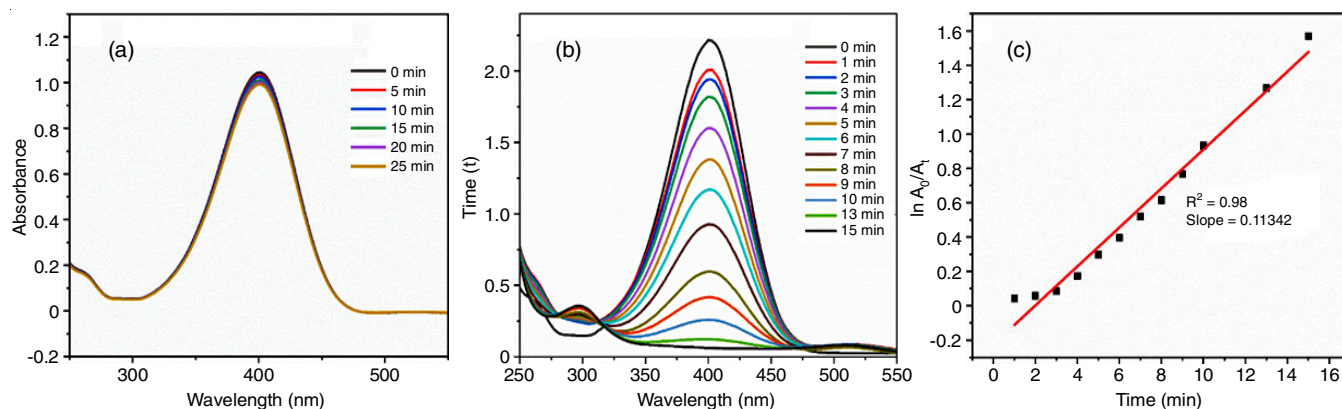 (a)
Absorbance
1.2
1.0
0.8
0.6
0.4
0.2
0
-0.2
300
400
500
Wavelength (nm)
0 min
5 min
10 min
15 min
20 min
25 min
(b)
Time (t)
2.0
1.5
1.0
0.5
0
250
300
350
400
450
500
550
Wavelength (nm)
0 min
1 min
2 min
3 min
4 min
5 min
6 min
7 min
8 min
9 min
10 min
13 min
15 min
(c)
ln A0/At
1.6
1.4
1.2
1.0
0.8
0.6
0.4
0.2
0
-0.2
0
2
4
6
8
10
12
14
16
Time (min)
R² = 0.98
Slope = 0.11342